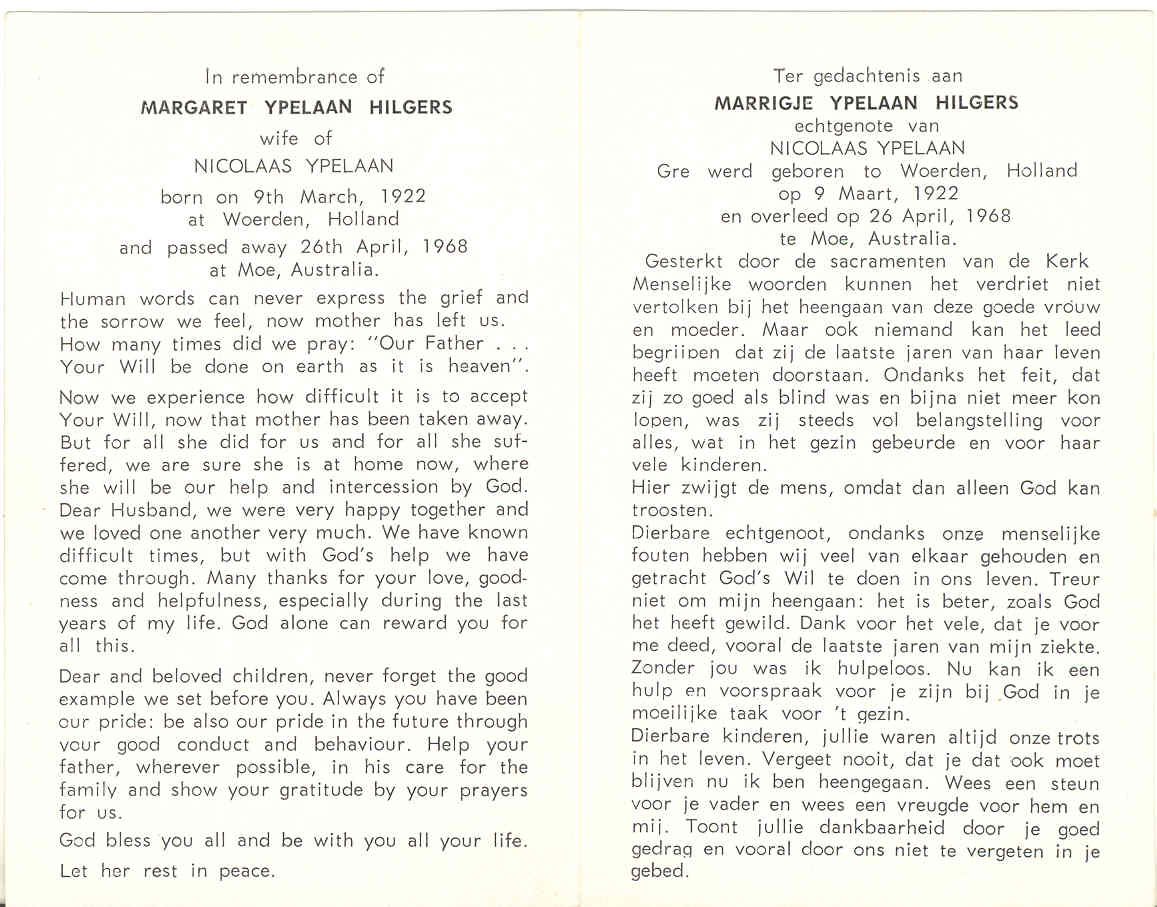 In remembrance of
MARGARET YPELAAN HILGERS
wife of
NICOLAAS YPELAAN
born on 9th March, 1922
at Woerden, Holland
and passed away 26th April, 1968
at Moe, Australia.
Human words can never express the grief and
the sorrow we feel, now mother has left us.
How many times did we pray: "Our Father . . .
Your Will be done on earth as it is heaven".
Now we experience how difficult it is to accept
Your Will, now that mother has been taken away.
But for all she did for us and for all she suf-
fered, we are sure she is at home now, where
she will be our help and intercession by God.
Dear Husband, we were very happy together and
we loved one another very much. We have known
difficult times, but with God's help we have
come through. Many thanks for your love, good-
ness and helpfulness, especially during the last
years of my life. God alone can reward you for
all this.
Dear and beloved children, never forget the good
example we set before you. Always you have been
our pride: be also our pride in the future through
your good conduct and behaviour. Help your
father, wherever possible, in his care for the
family and show your gratitude by your prayers
for us.
God bless you all and be with you all your life.
Let her rest in peace.
Ter gedachtenis aan
MARRIGJE YPELAAN HILGERS
echtgenote van
NICOLAAS YPELAAN
Gre werd geboren to Woerden, Holland
op 9 Maart, 1922
en overleed op 26 April, 1968
te Moe, Australia.
Gesterkt door de sacramenten van de Kerk
Menselijke woorden kunnen het verdriet niet
vertolken bij het heengaan van deze goede vrouw
en moeder. Maar ook niemand kan het leed
begrijpen dat zij de laatste jaren van haar leven
heeft moeten doorstaan. Ondanks het feit, dat
zij zo goed als blind was en bijna niet meer kon
lopen, was zij steeds vol belangstelling voor
alles, wat in het gezin gebeurde en voor haar
vele kinderen.
Hier zwijgt de mens, omdat dan alleen God kan
troosten.
Dierbare echtgenoot, ondanks onze menselijke
fouten hebben wij veel van elkaar gehouden en
getracht God's Wil te doen in ons leven. Treur
niet om mijn heengaan: het is beter, zoals God
het heeft gewild. Dank voor het vele, dat je voor
me deed, vooral de laatste jaren van mijn ziekte.
Zonder jou was ik hulpeloos. Nu kan ik een
hulp en voorspraak voor je zijn bij God in je
moeilijke taak voor 't gezin.
Dierbare kinderen, jullie waren altijd onze trots
in het leven. Vergeet nooit, dat je dat ook moet
blijven nu ik ben heengegaan. Wees een steun
voor je vader en wees een vreugde voor hem en
mij. Toont jullie dankbaarheid door je goed
gedrag en vooral door ons niet te vergeten in je
gebed.